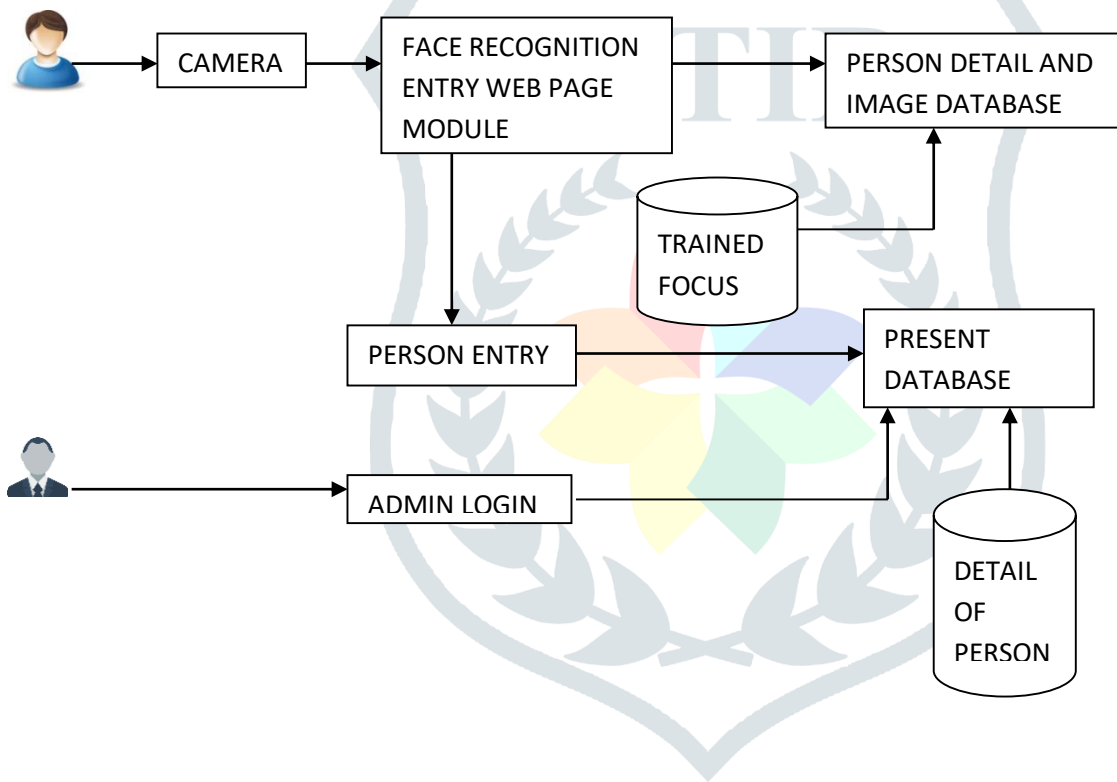 CAMERA
FACE RECOGNITION
ENTRY WEB PAGE
MODULE
PERSON DETAIL AND
IMAGE DATABASE
TRAINED
FOCUS
PERSON ENTRY
PRESENT
DATABASE
ADMIN LOGIN
DETAIL
OF
PERSON